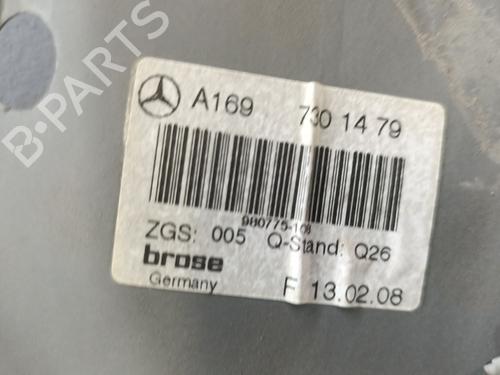 B-PARTS
A169 730 14 79
980775-108
ZGS: 005 Q-Stand: Q26
brose
Germany F 13.02.08